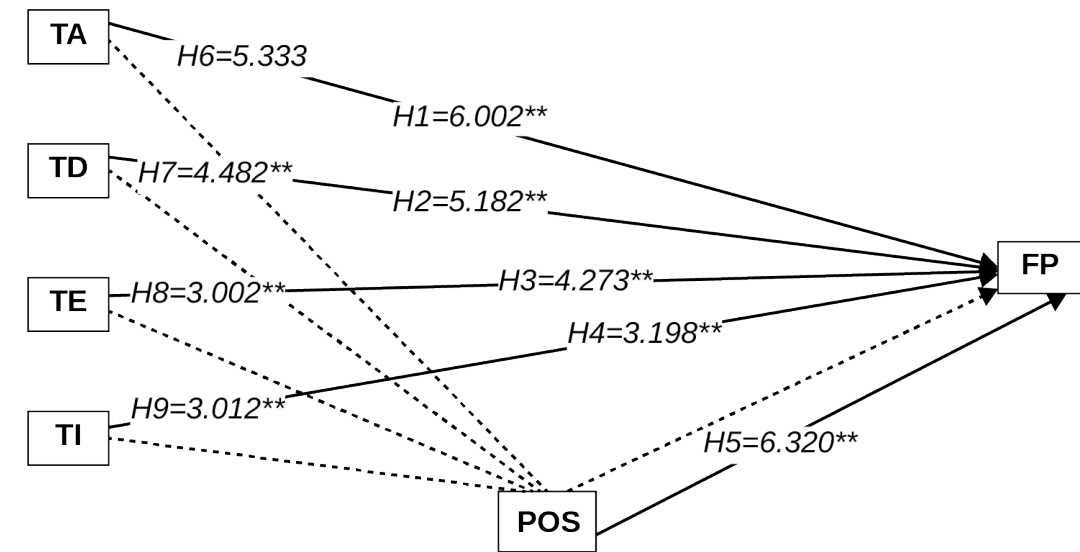 TA
H6=5.333
H1=6.002**
TD
H7=4.482**
H2=5.182**
FP
TE
H8=3.002**
H3=4.273**
H4=3.198**
TI
H9=3.012**
H5=6.320**
POS